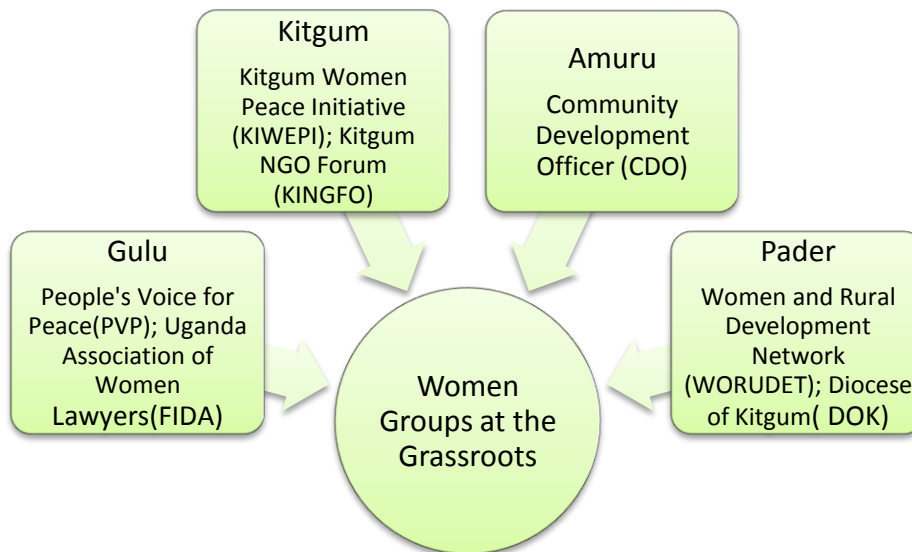 Kitgum
Kitgum Women
Peace Initiative
(KIWEPI); Kitgum
NGO Forum
(KINGFO)
Amuru
Community
Development
Officer (CDO)
Gulu
People's Voice for
Peace(PVP); Uganda
Association of
Women
Lawyers(FIDA)
Pader
Women and Rural
Development
Network
(WORUDET); Diocese
of Kitgum( DOK)
Women
Groups at the
Grassroots